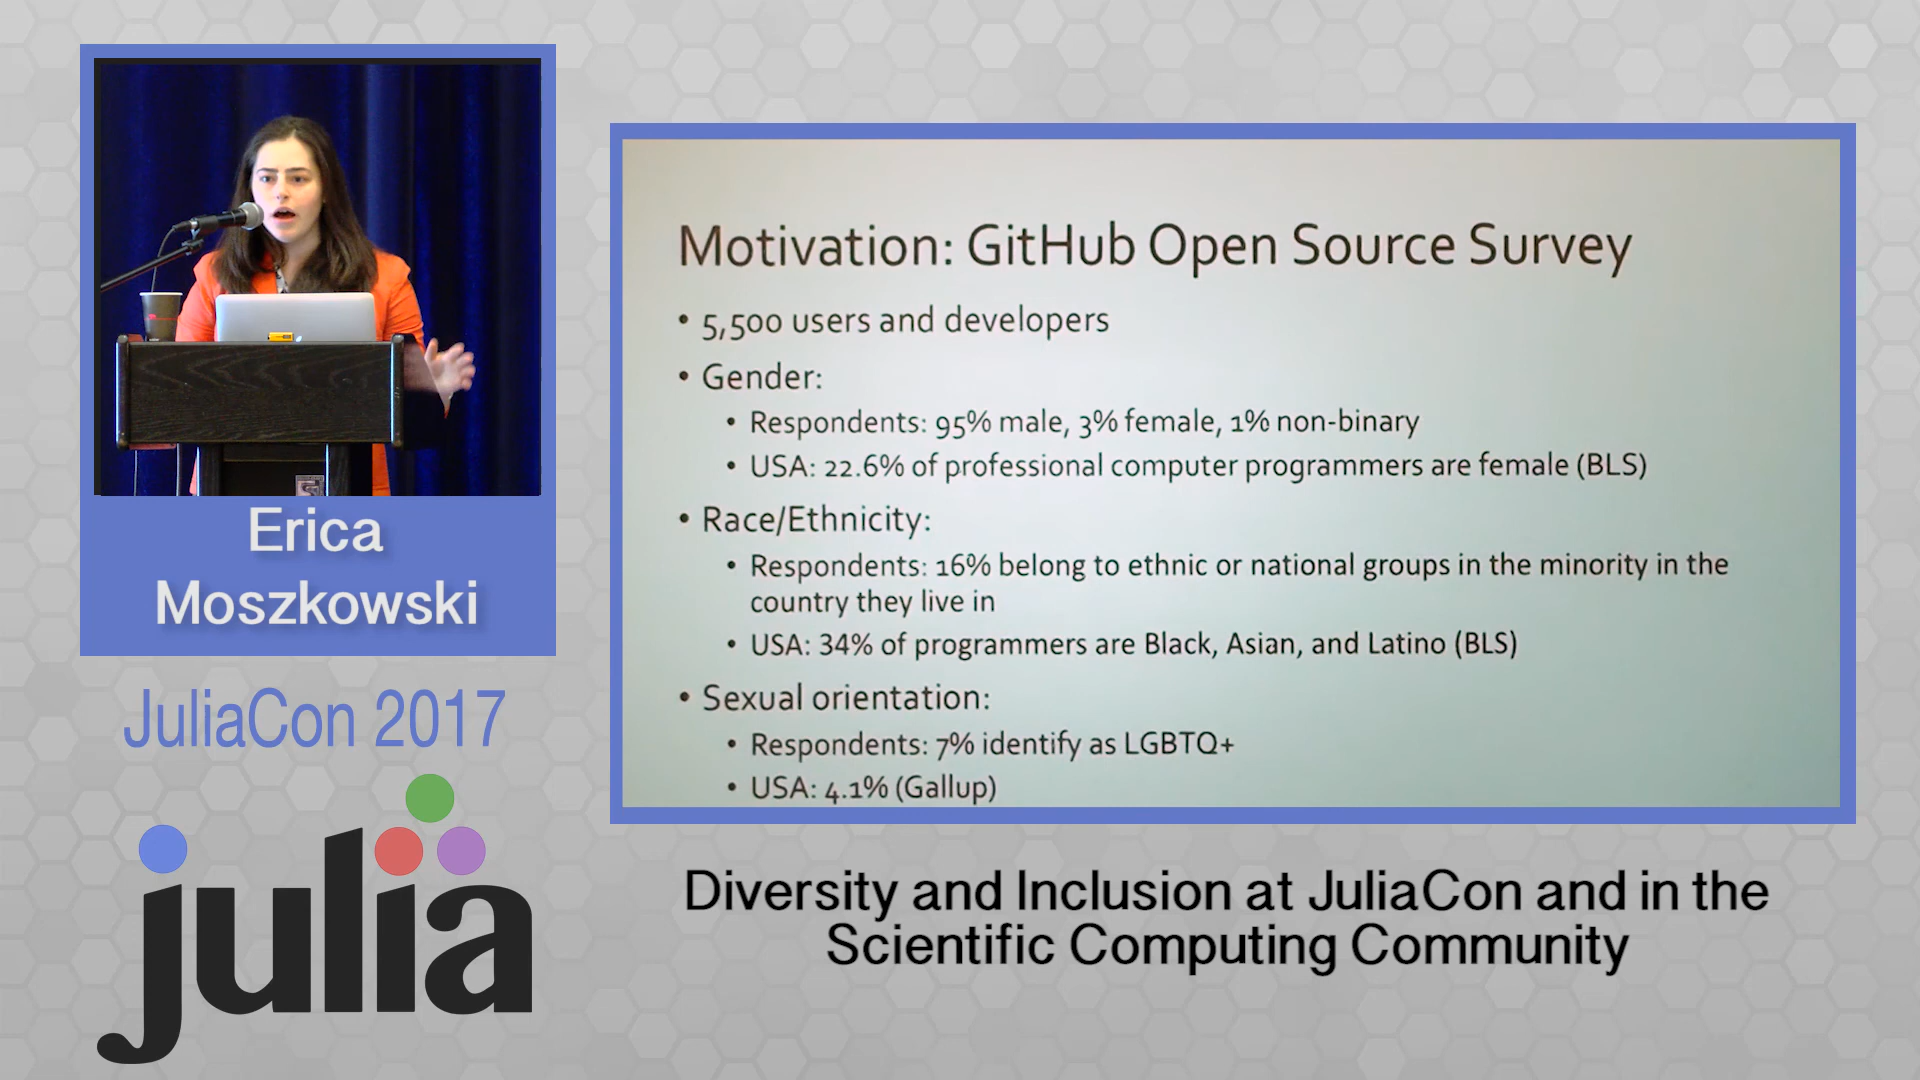 Erica
Moszkowski
JuliaCon 2017
julia
Motivation: GitHub Open Source Survey
• 5,500 users and developers
• Gender:
• Respondents: 95% male, 3% female, 1% non-binary
• USA: 22.6% of professional computer programmers are female (BLS)
• Race/Ethnicity:
• Respondents: 16% belong to ethnic or national groups in the minority in the
country they live in
• USA: 34% of programmers are Black, Asian, and Latino (BLS)
• Sexual orientation:
• Respondents: 7% identify as LGBTQ+
• USA: 4.1% (Gallup)
Diversity and Inclusion at JuliaCon and in the
Scientific Computing Community